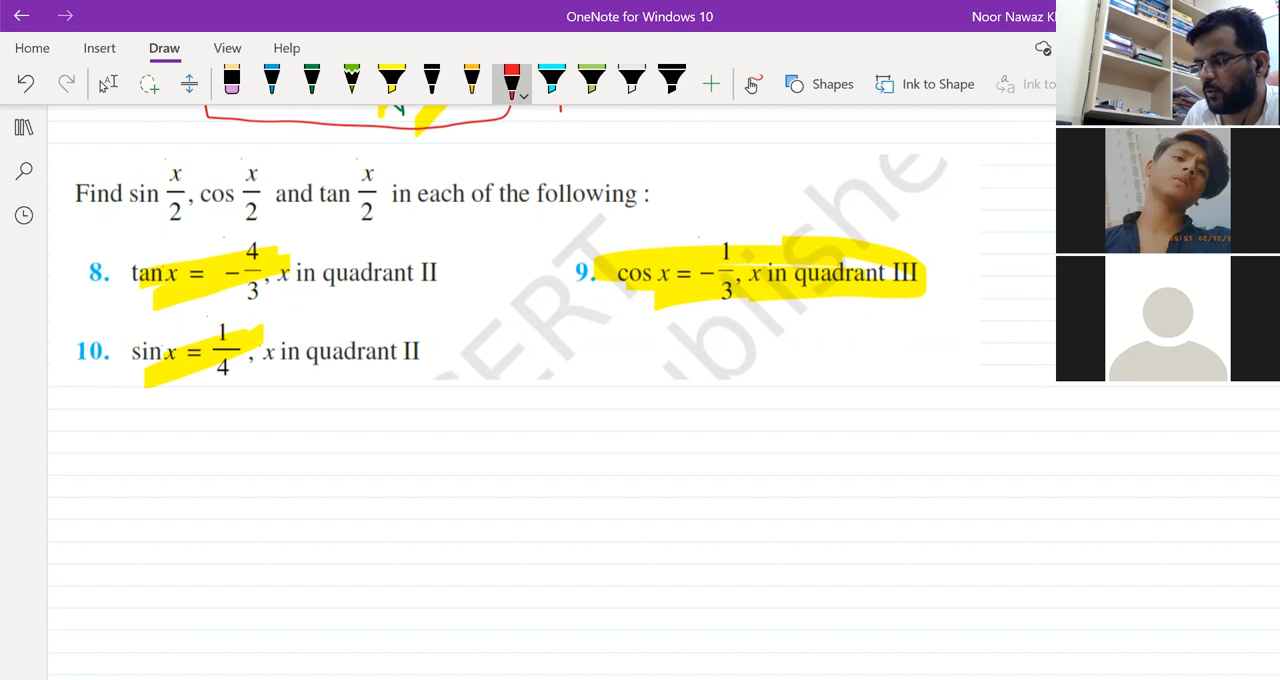 OneNote for Windows 10
Noor Nawaz Kh
Home Insert Draw View Help
Shapes Ink to Shape Ink to
Find sin x/2, cos x/2 and tan x/2 in each of the following :
8. tan x = -4/3, x in quadrant II 9. cos x = -1/3, x in quadrant III
10. sin x = 1/4, x in quadrant II